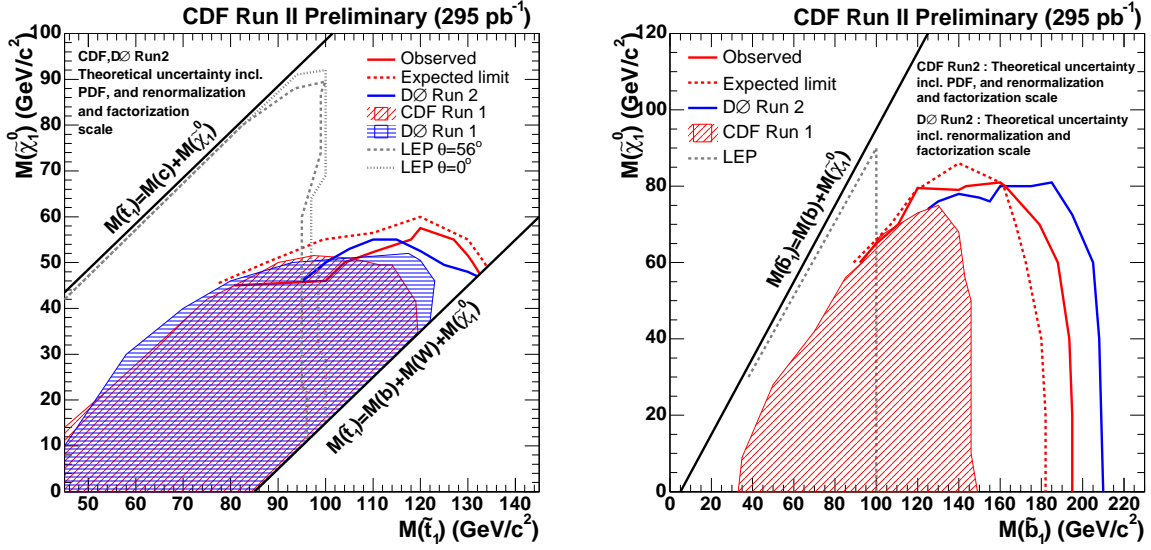 CDF Run II Preliminary (295 pb⁻¹)
M(χ̃₁⁰) (GeV/c²)
100
90
80
70
60
50
40
30
20
10
0
CDF,DØ Run2
Theoretical uncertainty incl.
PDF, and renormalization
and factorization
scale
Observed
Expected limit
DØ Run 2
CDF Run 1
DØ Run 1
LEP θ=56°
LEP θ=0°
M(t̃₁)=M(c)+M(χ̃₁⁰)
M(t̃₁)=M(b)+M(W)+M(χ̃₁⁰)
50 60 70 80 90 100 110 120 130 140
M(t̃₁) (GeV/c²)
CDF Run II Preliminary (295 pb⁻¹)
M(χ̃₁⁰) (GeV/c²)
120
100
80
60
40
20
0
Observed
Expected limit
DØ Run 2
CDF Run 1
LEP
CDF Run2 : Theoretical uncertainty
incl. PDF, and renormalization
and factorization scale
DØ Run2 : Theoretical uncertainty
incl. renormalization and
factorization scale
M(b̃₁)=M(b)+M(χ̃₁⁰)
0 20 40 60 80 100 120 140 160 180 200 220
M(b̃₁) (GeV/c²)